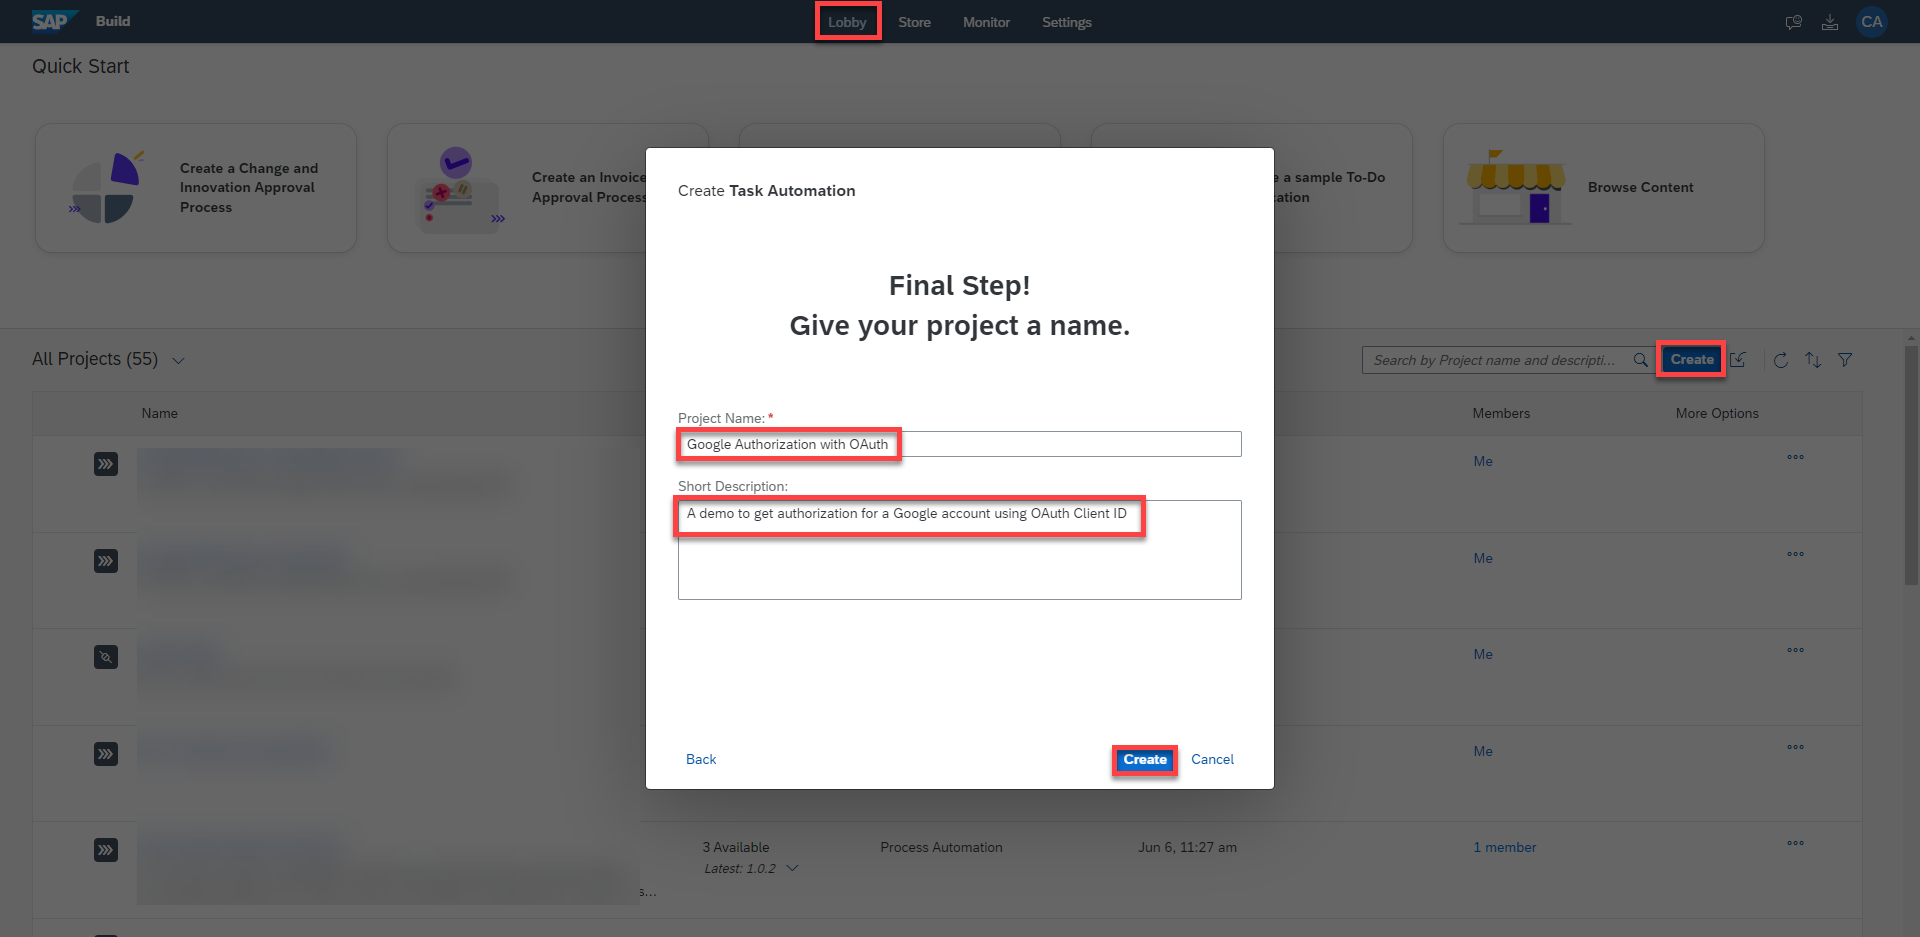 SAP Build
Lobby
Store
Monitor
Settings
CA
Quick Start
Create a Change and
Innovation Approval
Process
Create an Invoice
Approval Process
e a sample To-Do
cation
Browse Content
Create Task Automation
Final Step!
Give your project a name.
Project Name: *
Google Authorization with OAuth
Short Description:
A demo to get authorization for a Google account using OAuth Client ID
Back
Create
Cancel
All Projects (55)
Search by Project name and descripti...
Create
Name
Members
More Options
Me
Me
Me
Me
3 Available
Latest: 1.0.2
Process Automation
Jun 6, 11:27 am
1 member
s...